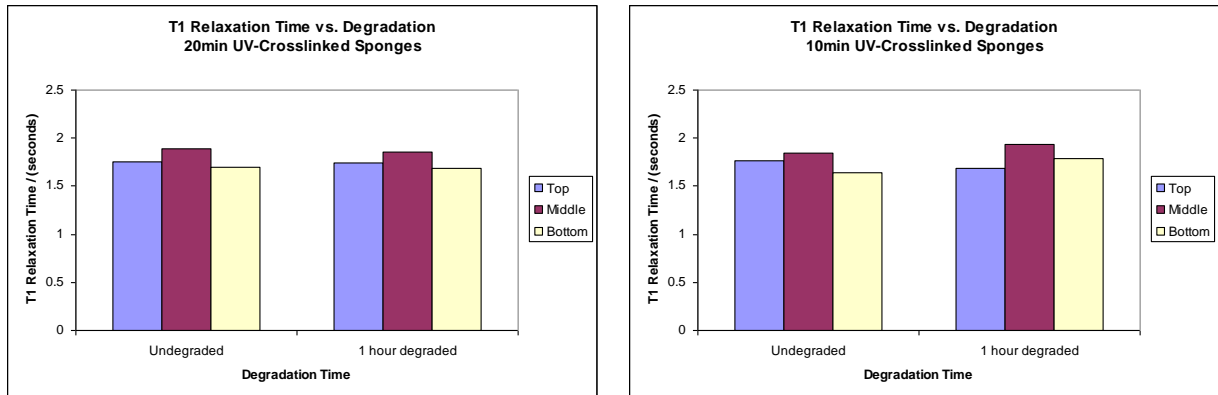 T1 Relaxation Time vs. Degradation
20min UV-Crosslinked Sponges
T1 Relaxation Time / (seconds)
2.5
2
1.5
1
0.5
0
Undegraded
1 hour degraded
Degradation Time
Top
Middle
Bottom
T1 Relaxation Time vs. Degradation
10min UV-Crosslinked Sponges
T1 Relaxation Time / (seconds)
2.5
2
1.5
1
0.5
0
Undegraded
1 hour degraded
Degradation Time
Top
Middle
Bottom